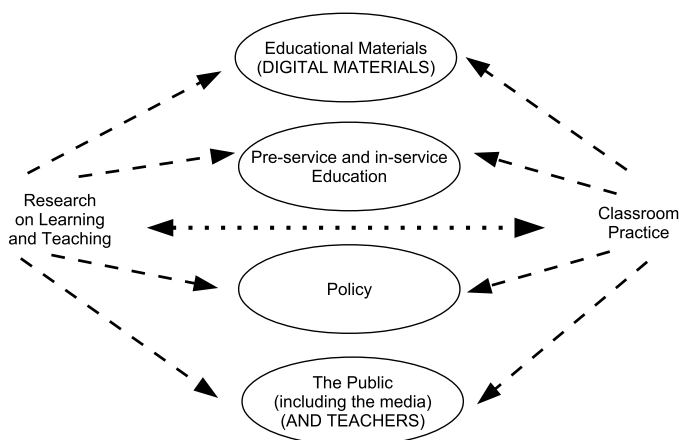 Educational Materials
(DIGITAL MATERIALS)
Pre-service and in-service
Education
Research
on Learning
and Teaching
Classroom
Practice
Policy
The Public
(including the media)
(AND TEACHERS)